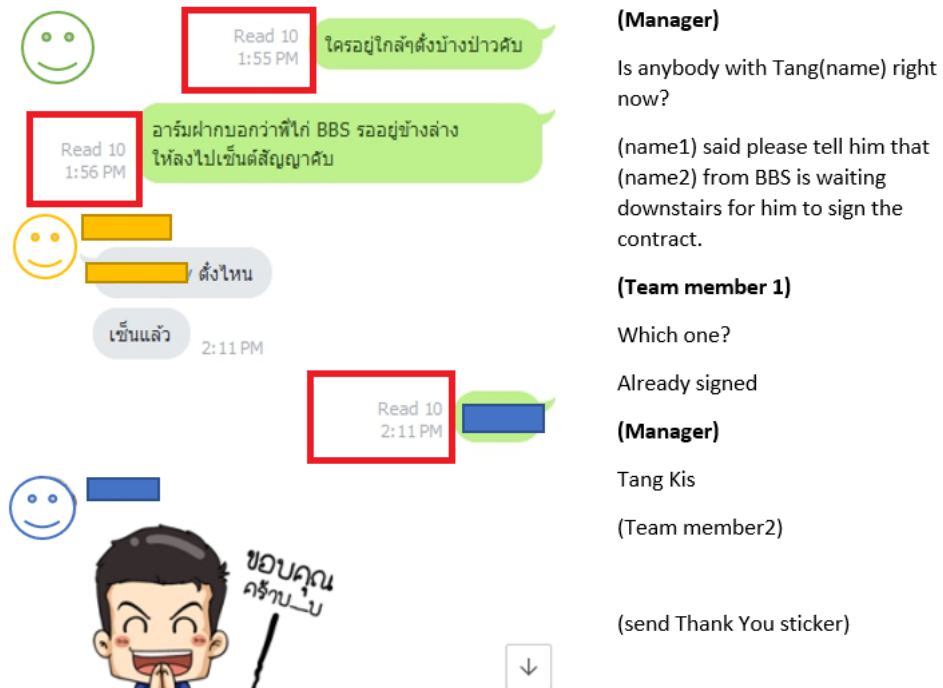 Read 10
1:55 PM
ใครอยู่ใกล้ๆตั๋งบ้างป่าวคับ
Read 10
1:56 PM
อาร์มฝากบอกว่าพี่ไก่ BBS รออยู่ข้างล่าง
ให้ลงไปเซ็นต์สัญญาคับ
ตั๋งไหน
เซ็นแล้ว
2:11 PM
Read 10
2:11 PM
ขอบคุณ
คร้าบ__บ
(Manager)
Is anybody with Tang(name) right
now?
(name1) said please tell him that
(name2) from BBS is waiting
downstairs for him to sign the
contract.
(Team member 1)
Which one?
Already signed
(Manager)
Tang Kis
(Team member2)
(send Thank You sticker)